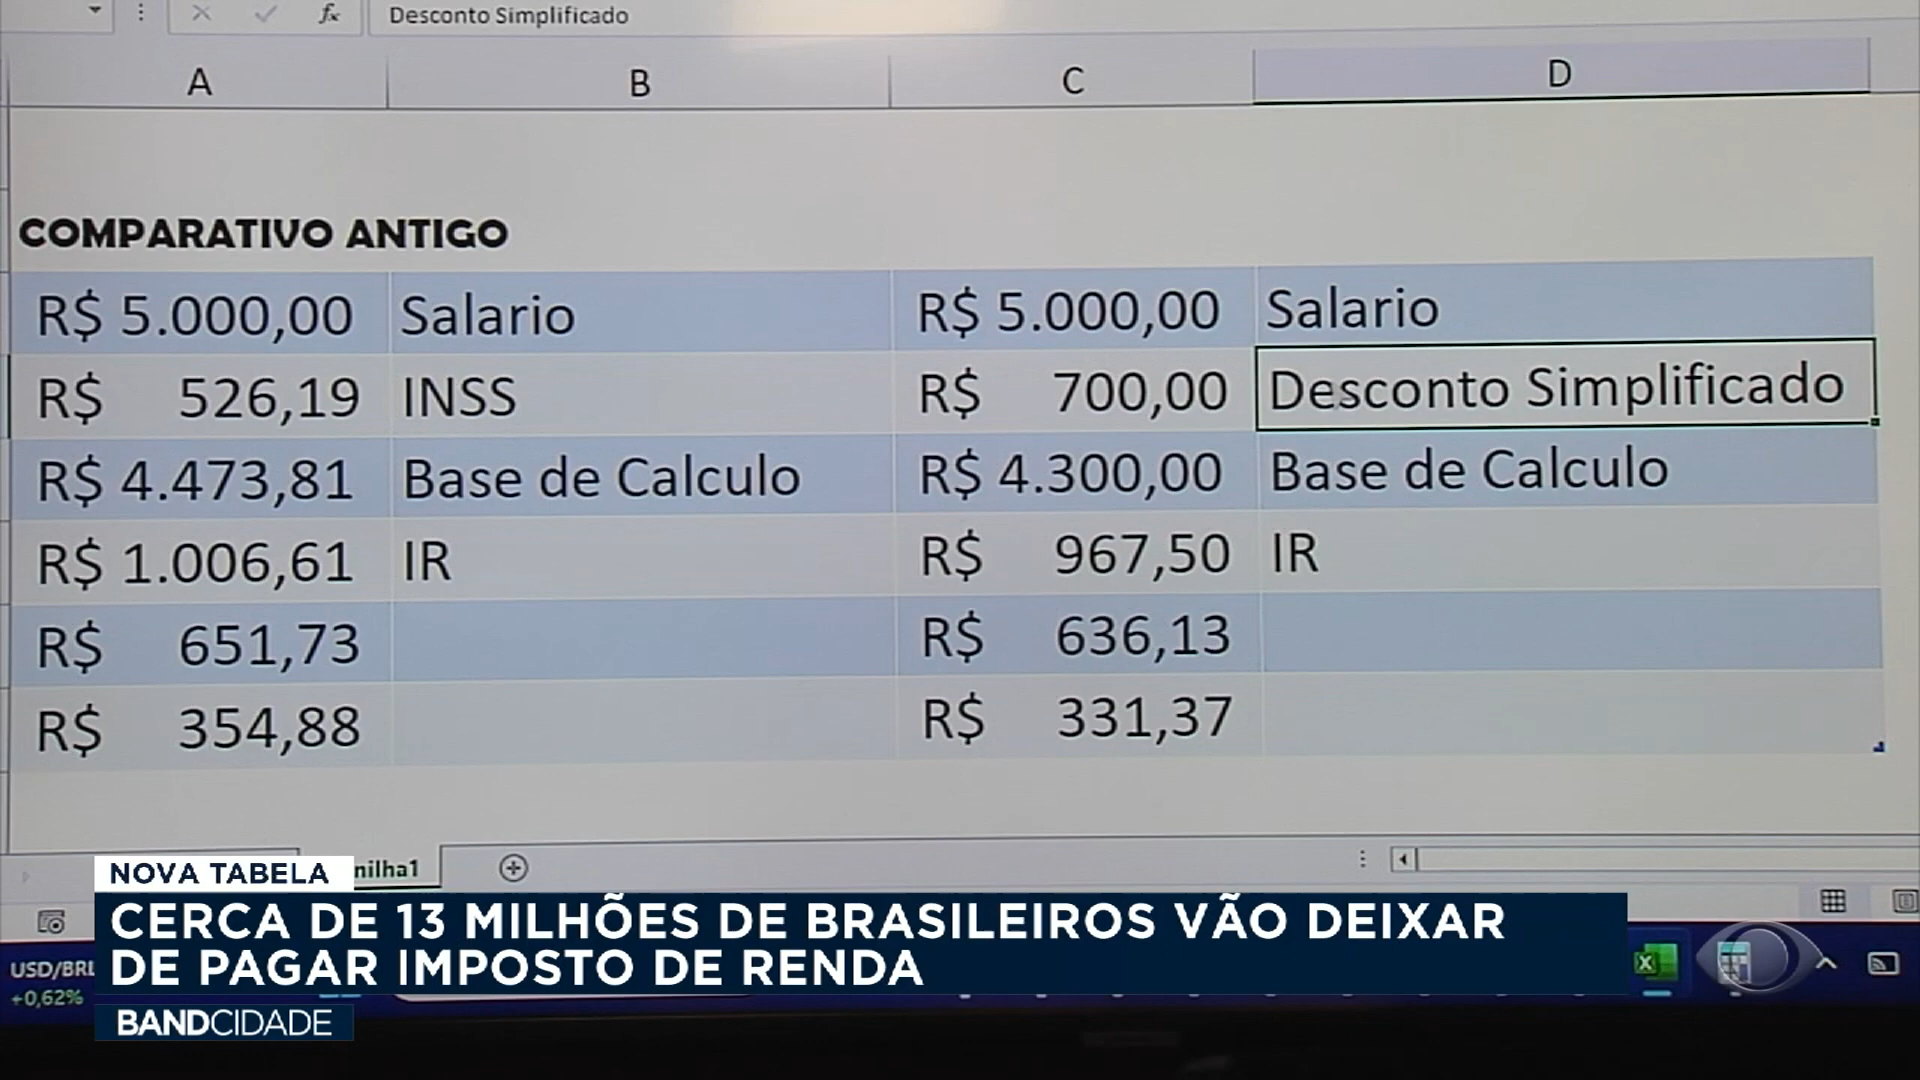 fx Desconto Simplificado
A B C D
COMPARATIVO ANTIGO
R$ 5.000,00 Salario R$ 5.000,00 Salario
R$ 526,19 INSS R$ 700,00 Desconto Simplificado
R$ 4.473,81 Base de Calculo R$ 4.300,00 Base de Calculo
R$ 1.006,61 IR R$ 967,50 IR
R$ 651,73 R$ 636,13
R$ 354,88 R$ 331,37
NOVA TABELA nilha1
CERCA DE 13 MILHÕES DE BRASILEIROS VÃO DEIXAR
DE PAGAR IMPOSTO DE RENDA
USD/BRL
+0,62%
BANDCIDADE